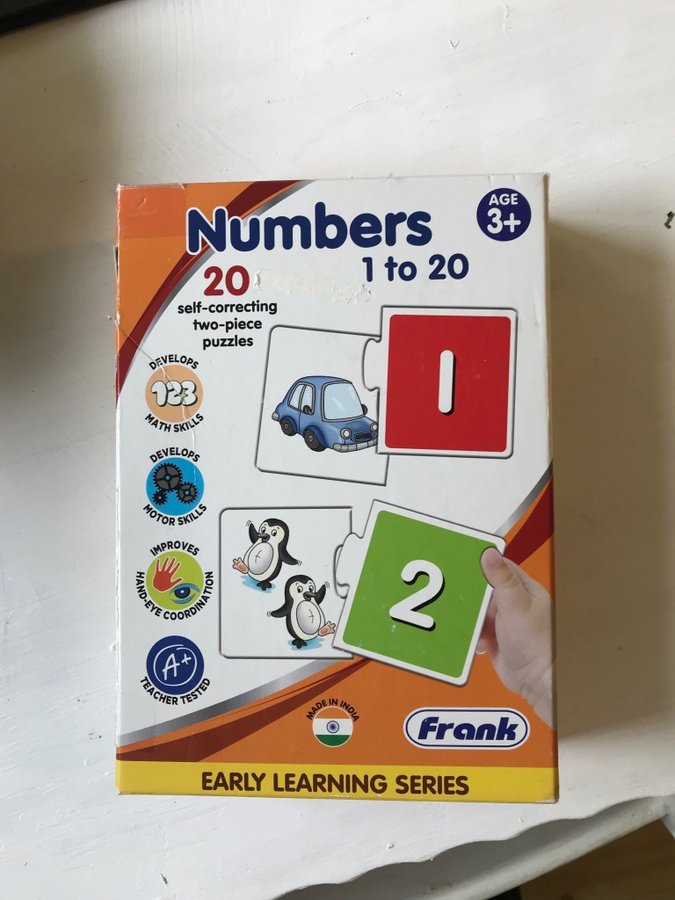 AGE
3+
Numbers
1 to 20
20
self-correcting
two-piece
puzzles
DEVELOPS
123
MATH SKILLS
1
DEVELOPS
MOTOR SKILLS
IMPROVES
HAND-EYE COORDINATION
2
A+
TEACHER TESTED
MADE IN INDIA
Frank
EARLY LEARNING SERIES